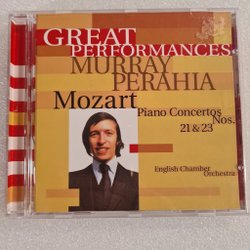 GREAT
PERFORMANCES
MURRAY
PERAHIA
Mozart
Piano Concertos
Nos.
21 & 23
English Chamber
Orchestra